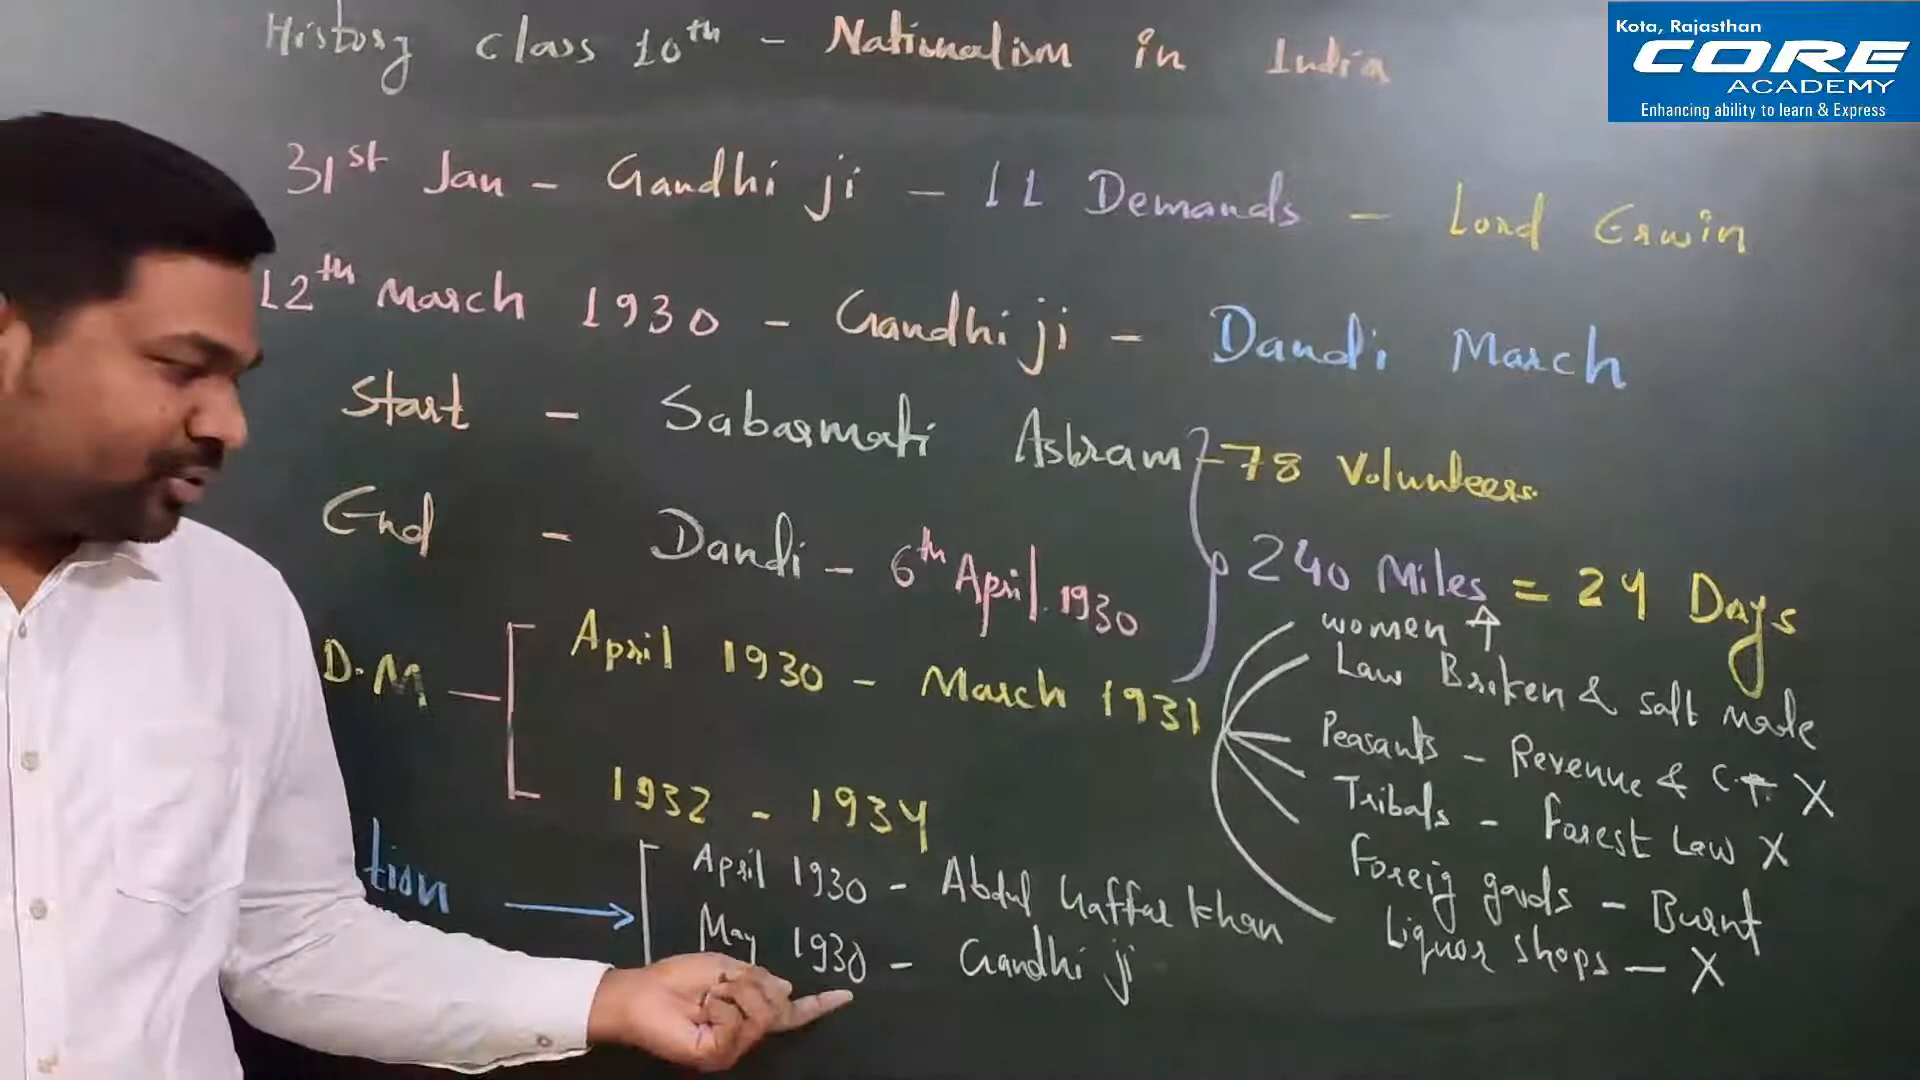 Kota, Rajasthan
CORE
ACADEMY
Enhancing ability to learn & Express
History class 10th - Nationalism in India
31st Jan - Gandhi ji - 11 Demands - Lord Erwin
12th March 1930 - Gandhi ji - Dandi March
Start - Sabarmati Ashram - 78 Volunteers
End - Dandi - 6th April 1930
240 Miles = 24 Days
D.M - April 1930 - March 1931
1932 - 1934
women ↑
Law Broken & salt made
Peasants - Revenue & C.T. X
Tribals - Forest Law X
Foreig goods - Burnt
Liquor shops - X
tion → April 1930 - Abdul Gaffar Khan
May 1930 - Gandhi ji